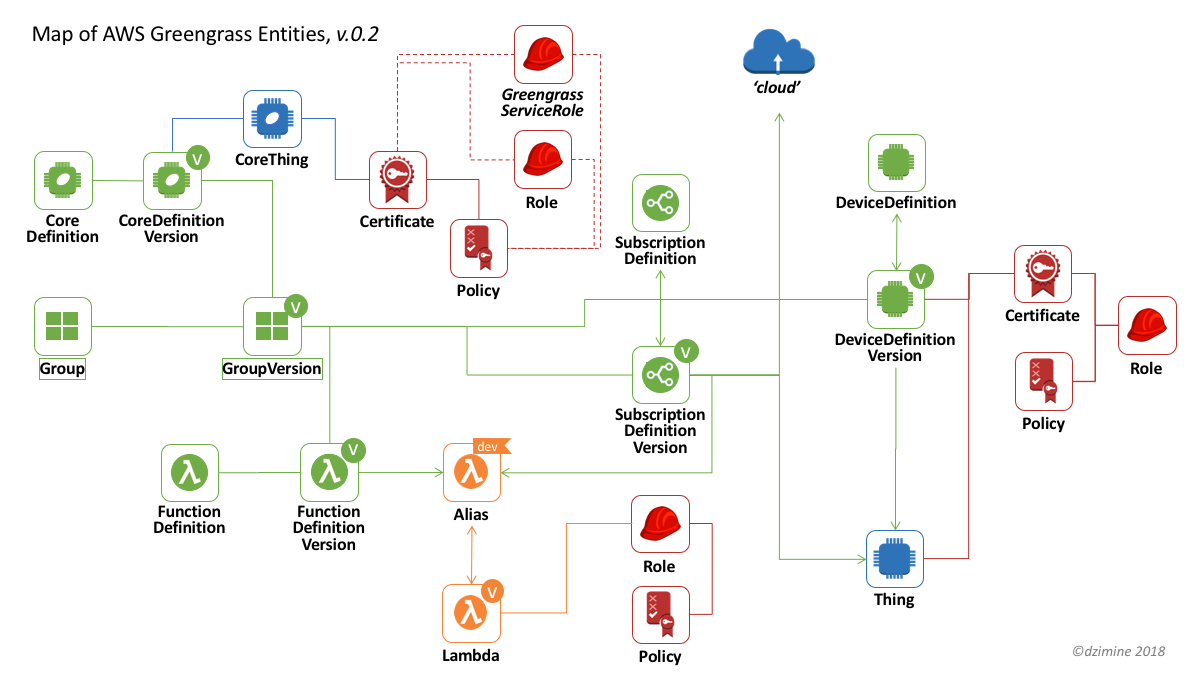 Map of AWS Greengrass Entities, v.0.2
Greengrass
ServiceRole
'cloud'
CoreThing
V
Core
Definition
CoreDefinition
Version
Certificate
Role
Policy
Subscription
Definition
DeviceDefinition
V
DeviceDefinition
Version
Certificate
Role
Policy
Group
V
GroupVersion
V
Subscription
Definition
Version
Function
Definition
V
Function
Definition
Version
dev
Alias
V
Lambda
Role
Policy
Thing
©dzimine 2018